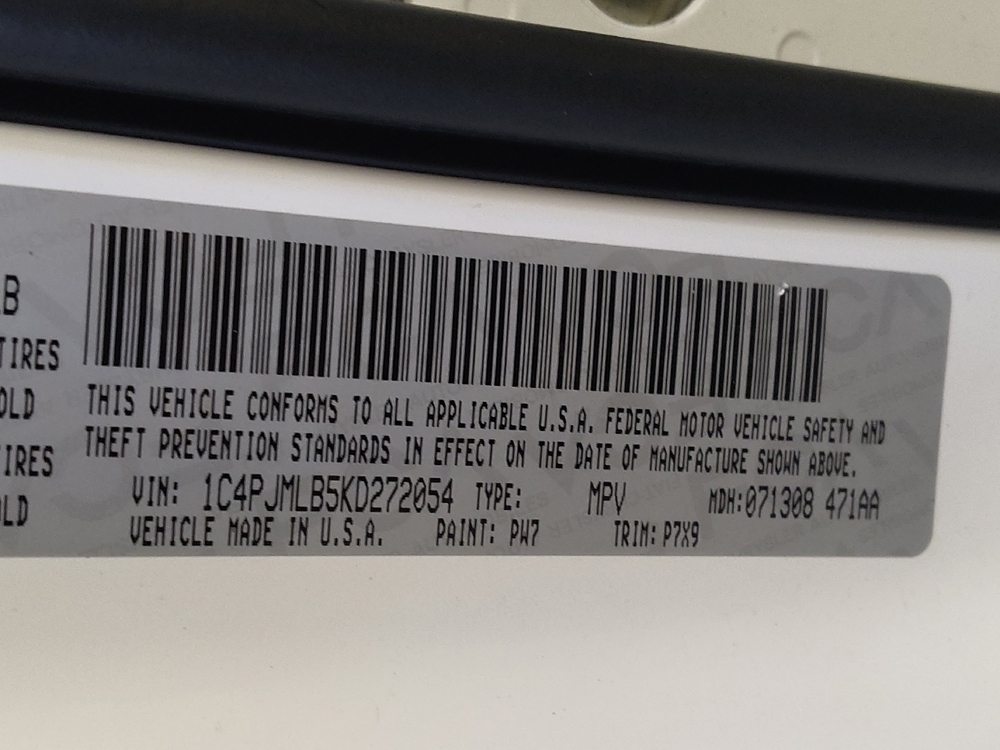 B
TIRES
OLD
IRES
OLD
THIS VEHICLE CONFORMS TO ALL APPLICABLE U.S.A. FEDERAL MOTOR VEHICLE SAFETY AND
THEFT PREVENTION STANDARDS IN EFFECT ON THE DATE OF MANUFACTURE SHOWN ABOVE.
VIN: 1C4PJMLB5KD272054 TYPE: MPV MDH:071308 471AA
VEHICLE MADE IN U.S.A. PAINT: PW7 TRIM: P7X9